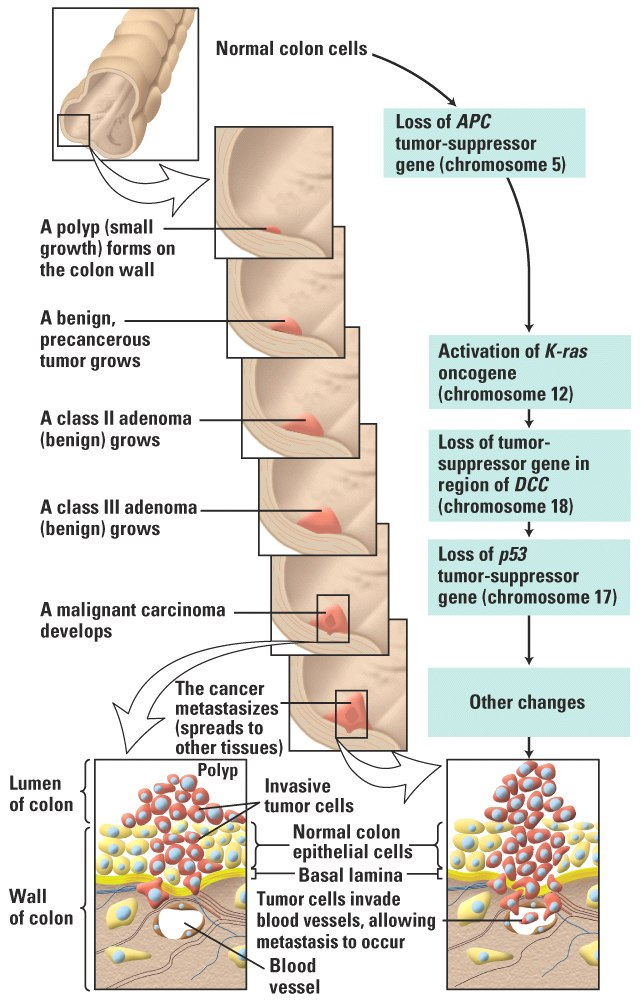 Normal colon cells
Loss of APC
tumor-suppressor
gene (chromosome 5)
A polyp (small
growth) forms on
the colon wall
A benign,
precancerous
tumor grows
Activation of K-ras
oncogene
(chromosome 12)
A class II adenoma
(benign) grows
Loss of tumor-
suppressor gene in
region of DCC
(chromosome 18)
A class III adenoma
(benign) grows
Loss of p53
tumor-suppressor
gene (chromosome 17)
A malignant carcinoma
develops
The cancer
metastasizes
(spreads to
other tissues)
Other changes
Polyp
Lumen
of colon
Invasive
tumor cells
Normal colon
epithelial cells
Basal lamina
Wall
of colon
Tumor cells invade
blood vessels, allowing
metastasis to occur
Blood
vessel